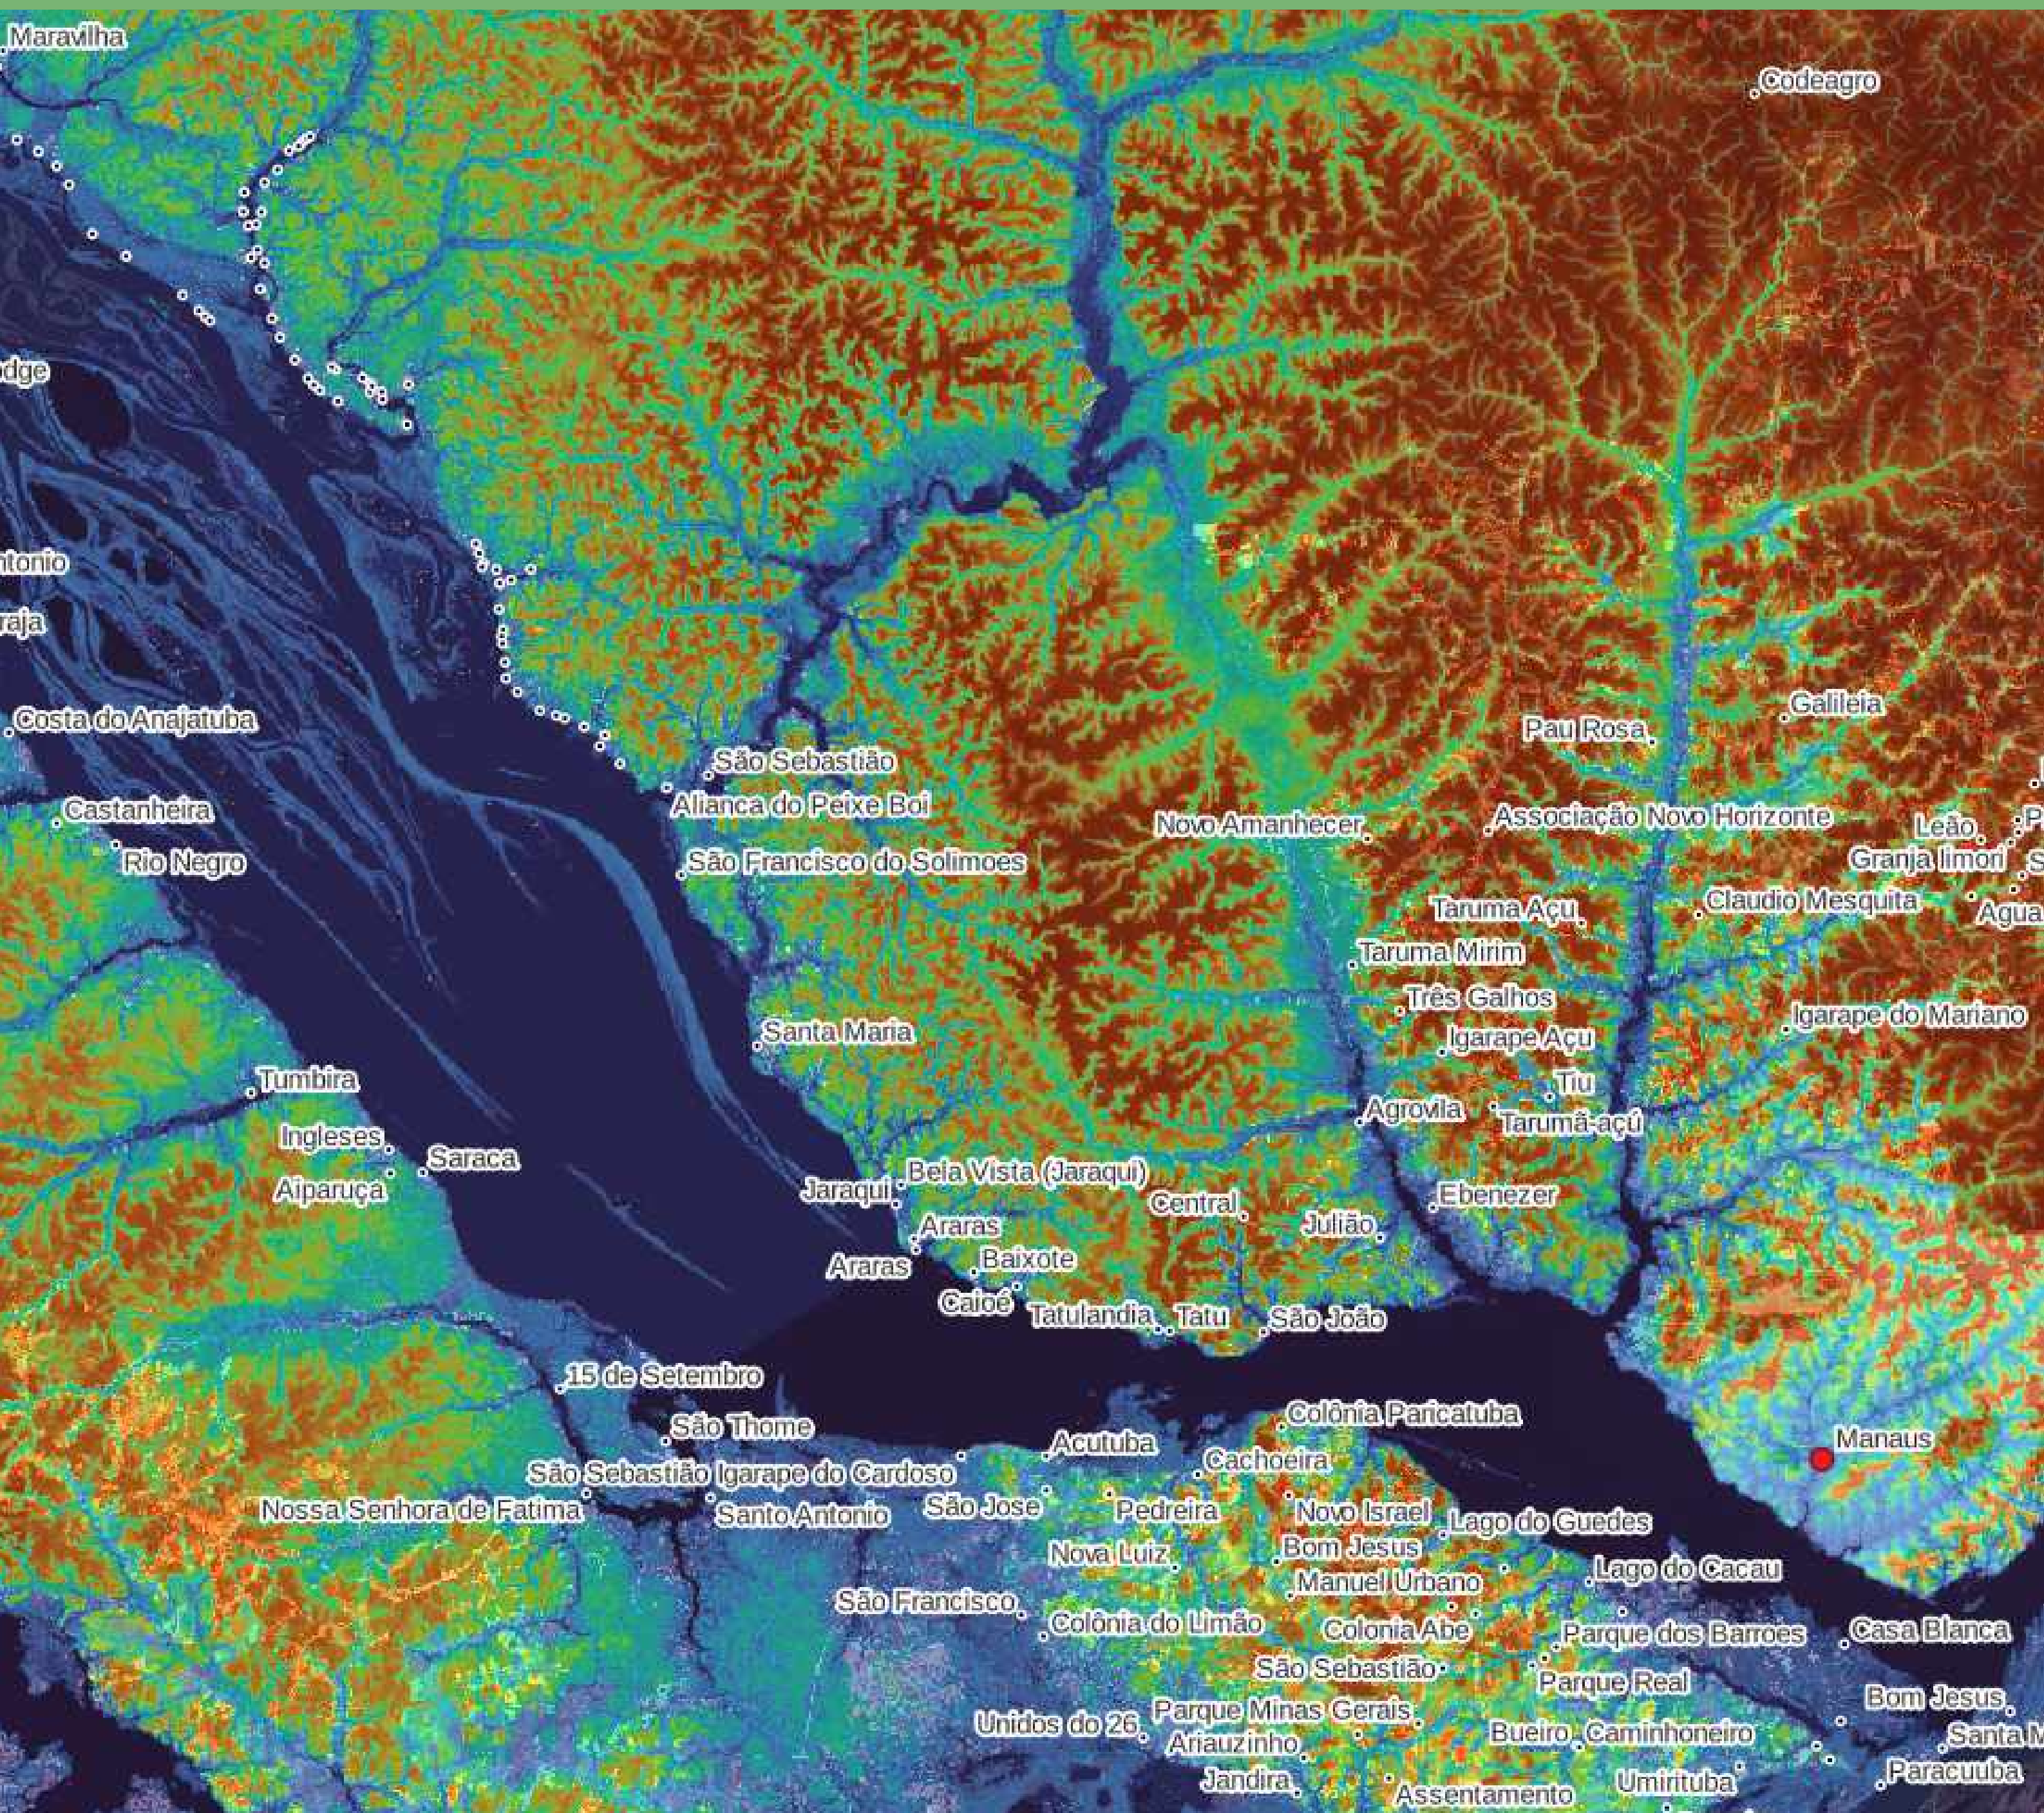 Maravilha
Codeagro
Costa do Anajatuba
Galileia
Pau Rosa
São Sebastião
Alianca do Peixe Boi
Castanheira
Associação Novo Horizonte
Novo Amanhecer
Leão
Rio Negro
São Francisco do Solimoes
Granja Iimori
Taruma Açu
Claudio Mesquita
Taruma Mirim
Três Galhos
Igarape do Mariano
Santa Maria
Igarape Açu
Tumbira
Tiu
Agrovila
Tarumã-açú
Ingleses
Saraca
Bela Vista (Jaraqui)
Aiparuça
Jaraqui
Central
Ebenezer
Araras
Julião
Baixote
Araras
Caioé
Tatulandia
Tatu
São João
15 de Setembro
Colônia Paricatuba
São Thome
Acutuba
Manaus
Cachoeira
São Sebastião Igarape do Cardoso
Nossa Senhora de Fatima
Santo Antonio
São Jose
Pedreira
Novo Israel
Lago do Guedes
Nova Luiz
Bom Jesus
Lago do Cacau
Manuel Urbano
São Francisco
Colônia do Limão
Colonia Abe
Parque dos Barroes
Casa Blanca
São Sebastião
Parque Real
Bom Jesus
Parque Minas Gerais
Unidos do 26
Bueiro
Caminhoneiro
Ariauzinho
Paracuuba
Jandira
Umirituba
Assentamento